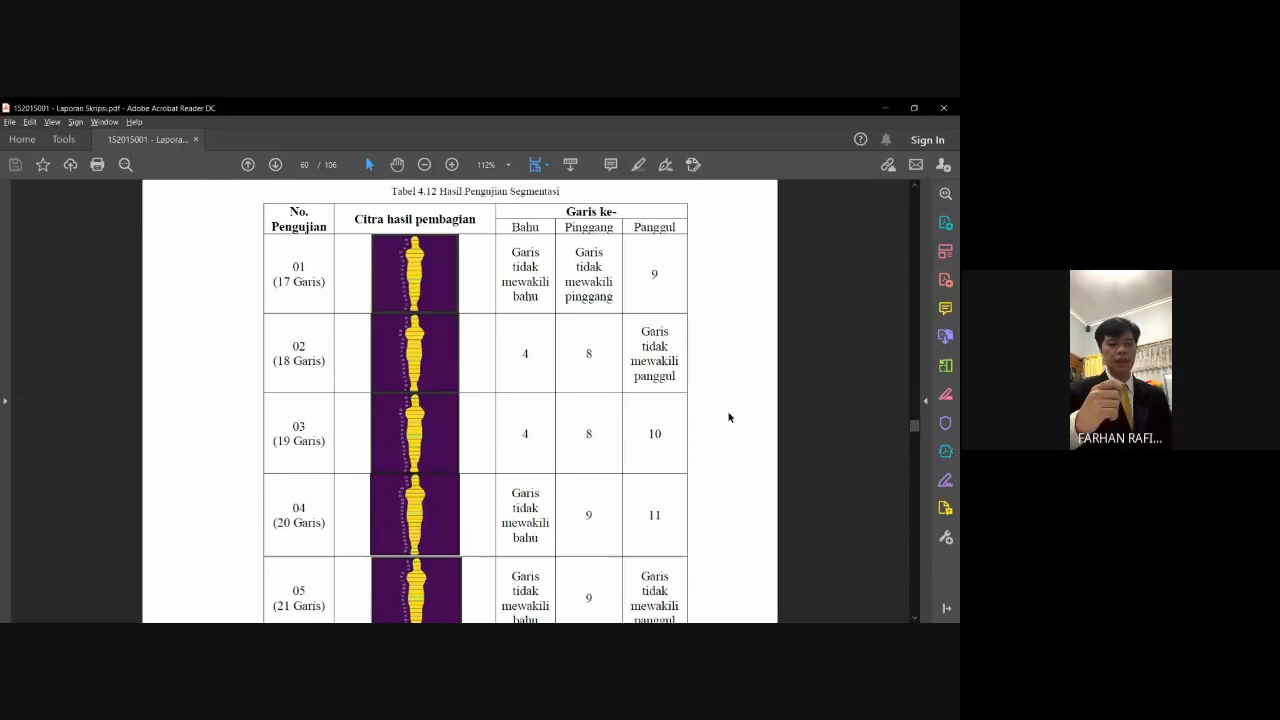 152015001 - Laporan Skripsi.pdf - Adobe Acrobat Reader DC
File Edit View Sign Window Help
Home Tools 152015001 - Lapora... × Sign In
60 / 106 112%
Tabel 4.12 Hasil Pengujian Segmentasi
No. Pengujian
Citra hasil pembagian
Garis ke-
Bahu Pinggang Panggul
01
(17 Garis)
Garis
tidak
mewakili
bahu
Garis
tidak
mewakili
pinggang
9
02
(18 Garis)
4
8
Garis
tidak
mewakili
panggul
03
(19 Garis)
4
8
10
04
(20 Garis)
Garis
tidak
mewakili
bahu
9
11
05
(21 Garis)
Garis
tidak
mewakili
bahu
9
Garis
tidak
mewakili
panggul
FARHAN RAFI...